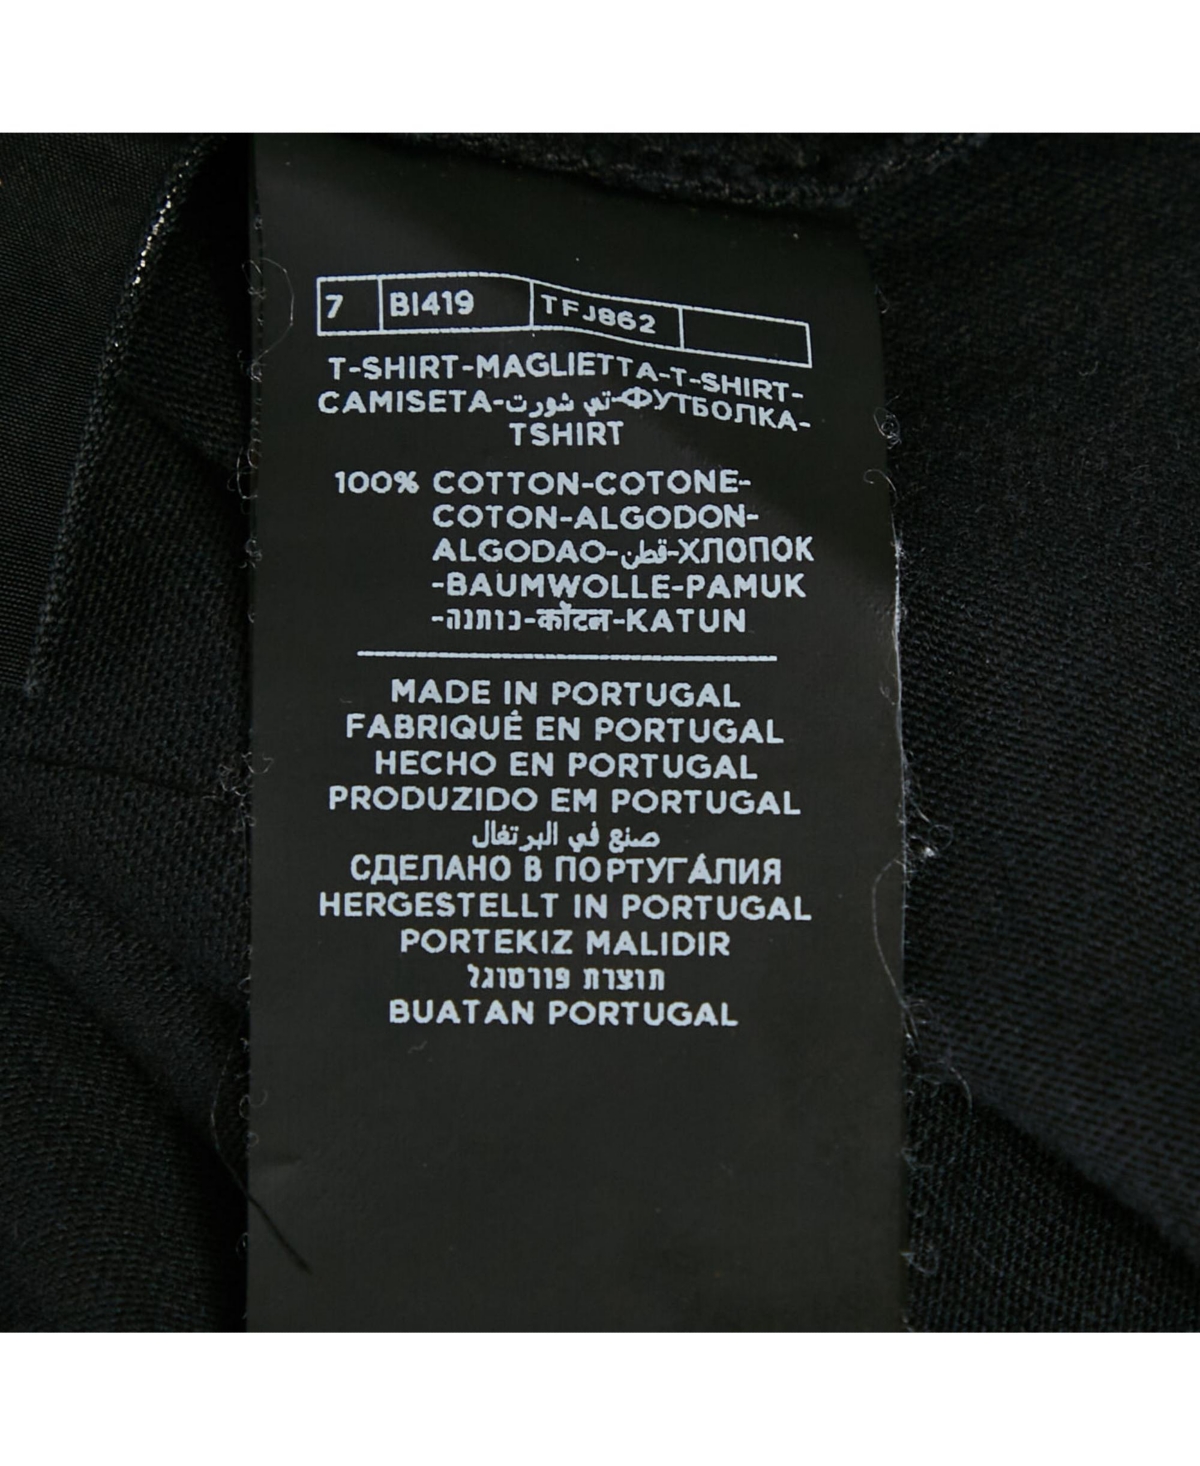 7 BI419 TFJ862
T-SHIRT-MAGLIETTA-T-SHIRT-
CAMISETA-تي شورت-ФУТБОЛКА-
TSHIRT
100% COTTON-COTONE-
COTON-ALGODON-
ALGODAO-قطن-ХЛОПОК
-BAUMWOLLE-PAMUK
-כותנה-कॉटन-KATUN
MADE IN PORTUGAL
FABRIQUÉ EN PORTUGAL
HECHO EN PORTUGAL
PRODUZIDO EM PORTUGAL
صنع في البرتغال
СДЕЛАНО В ПОРТУГА́ЛИЯ
HERGESTELLT IN PORTUGAL
PORTEKIZ MALIDIR
תוצרת פורטוגל
BUATAN PORTUGAL